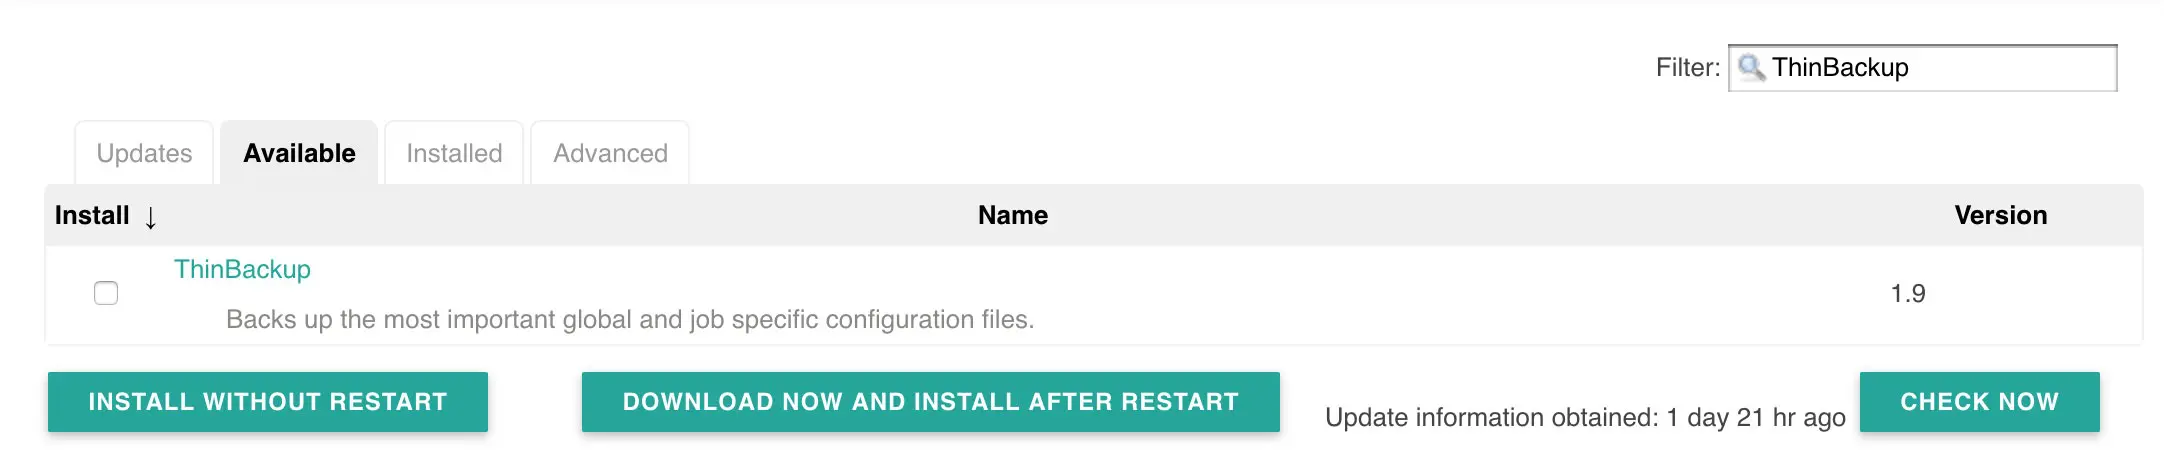 Filter: ThinBackup
Updates Available Installed Advanced
Install ↓ Name Version
ThinBackup
Backs up the most important global and job specific configuration files.
1.9
INSTALL WITHOUT RESTART DOWNLOAD NOW AND INSTALL AFTER RESTART Update information obtained: 1 day 21 hr ago CHECK NOW